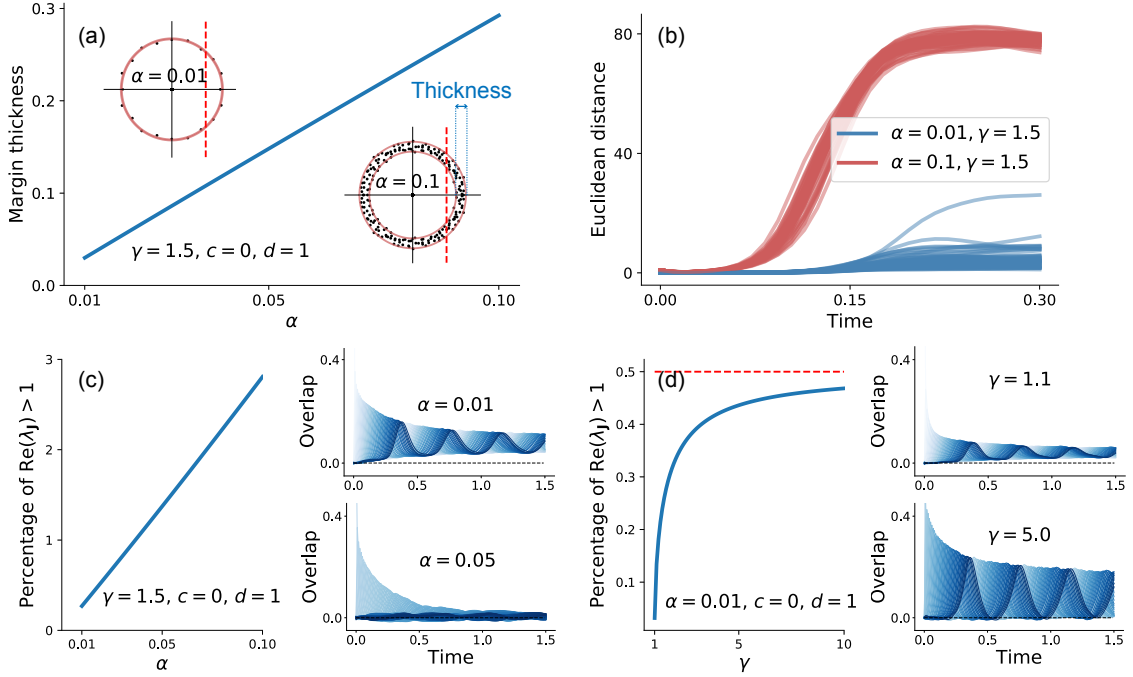 (a)
Margin thickness
0.3
0.2
0.1
0.0
0.01
0.05
0.10
α
α = 0.01
α = 0.1
Thickness
γ = 1.5, c=0, d=1
(b)
Euclidean distance
80
40
0
0.00
0.15
0.30
Time
α = 0.01, γ = 1.5
α = 0.1, γ = 1.5
(c)
Percentage of Re(λJ) > 1
3
2
1
0
0.01
0.05
0.10
α
γ = 1.5, c=0, d=1
Overlap
0.4
0.0
α = 0.01
0.0
0.5
1.0
1.5
Overlap
0.4
0.0
α = 0.05
0.0
0.5
1.0
1.5
Time
(d)
Percentage of Re(λJ) > 1
0.5
0.4
0.3
0.2
0.1
1
5
10
γ
α = 0.01, c=0, d=1
Overlap
0.4
0.0
γ = 1.1
0.0
0.5
1.0
1.5
Overlap
0.4
0.0
γ = 5.0
0.0
0.5
1.0
1.5
Time